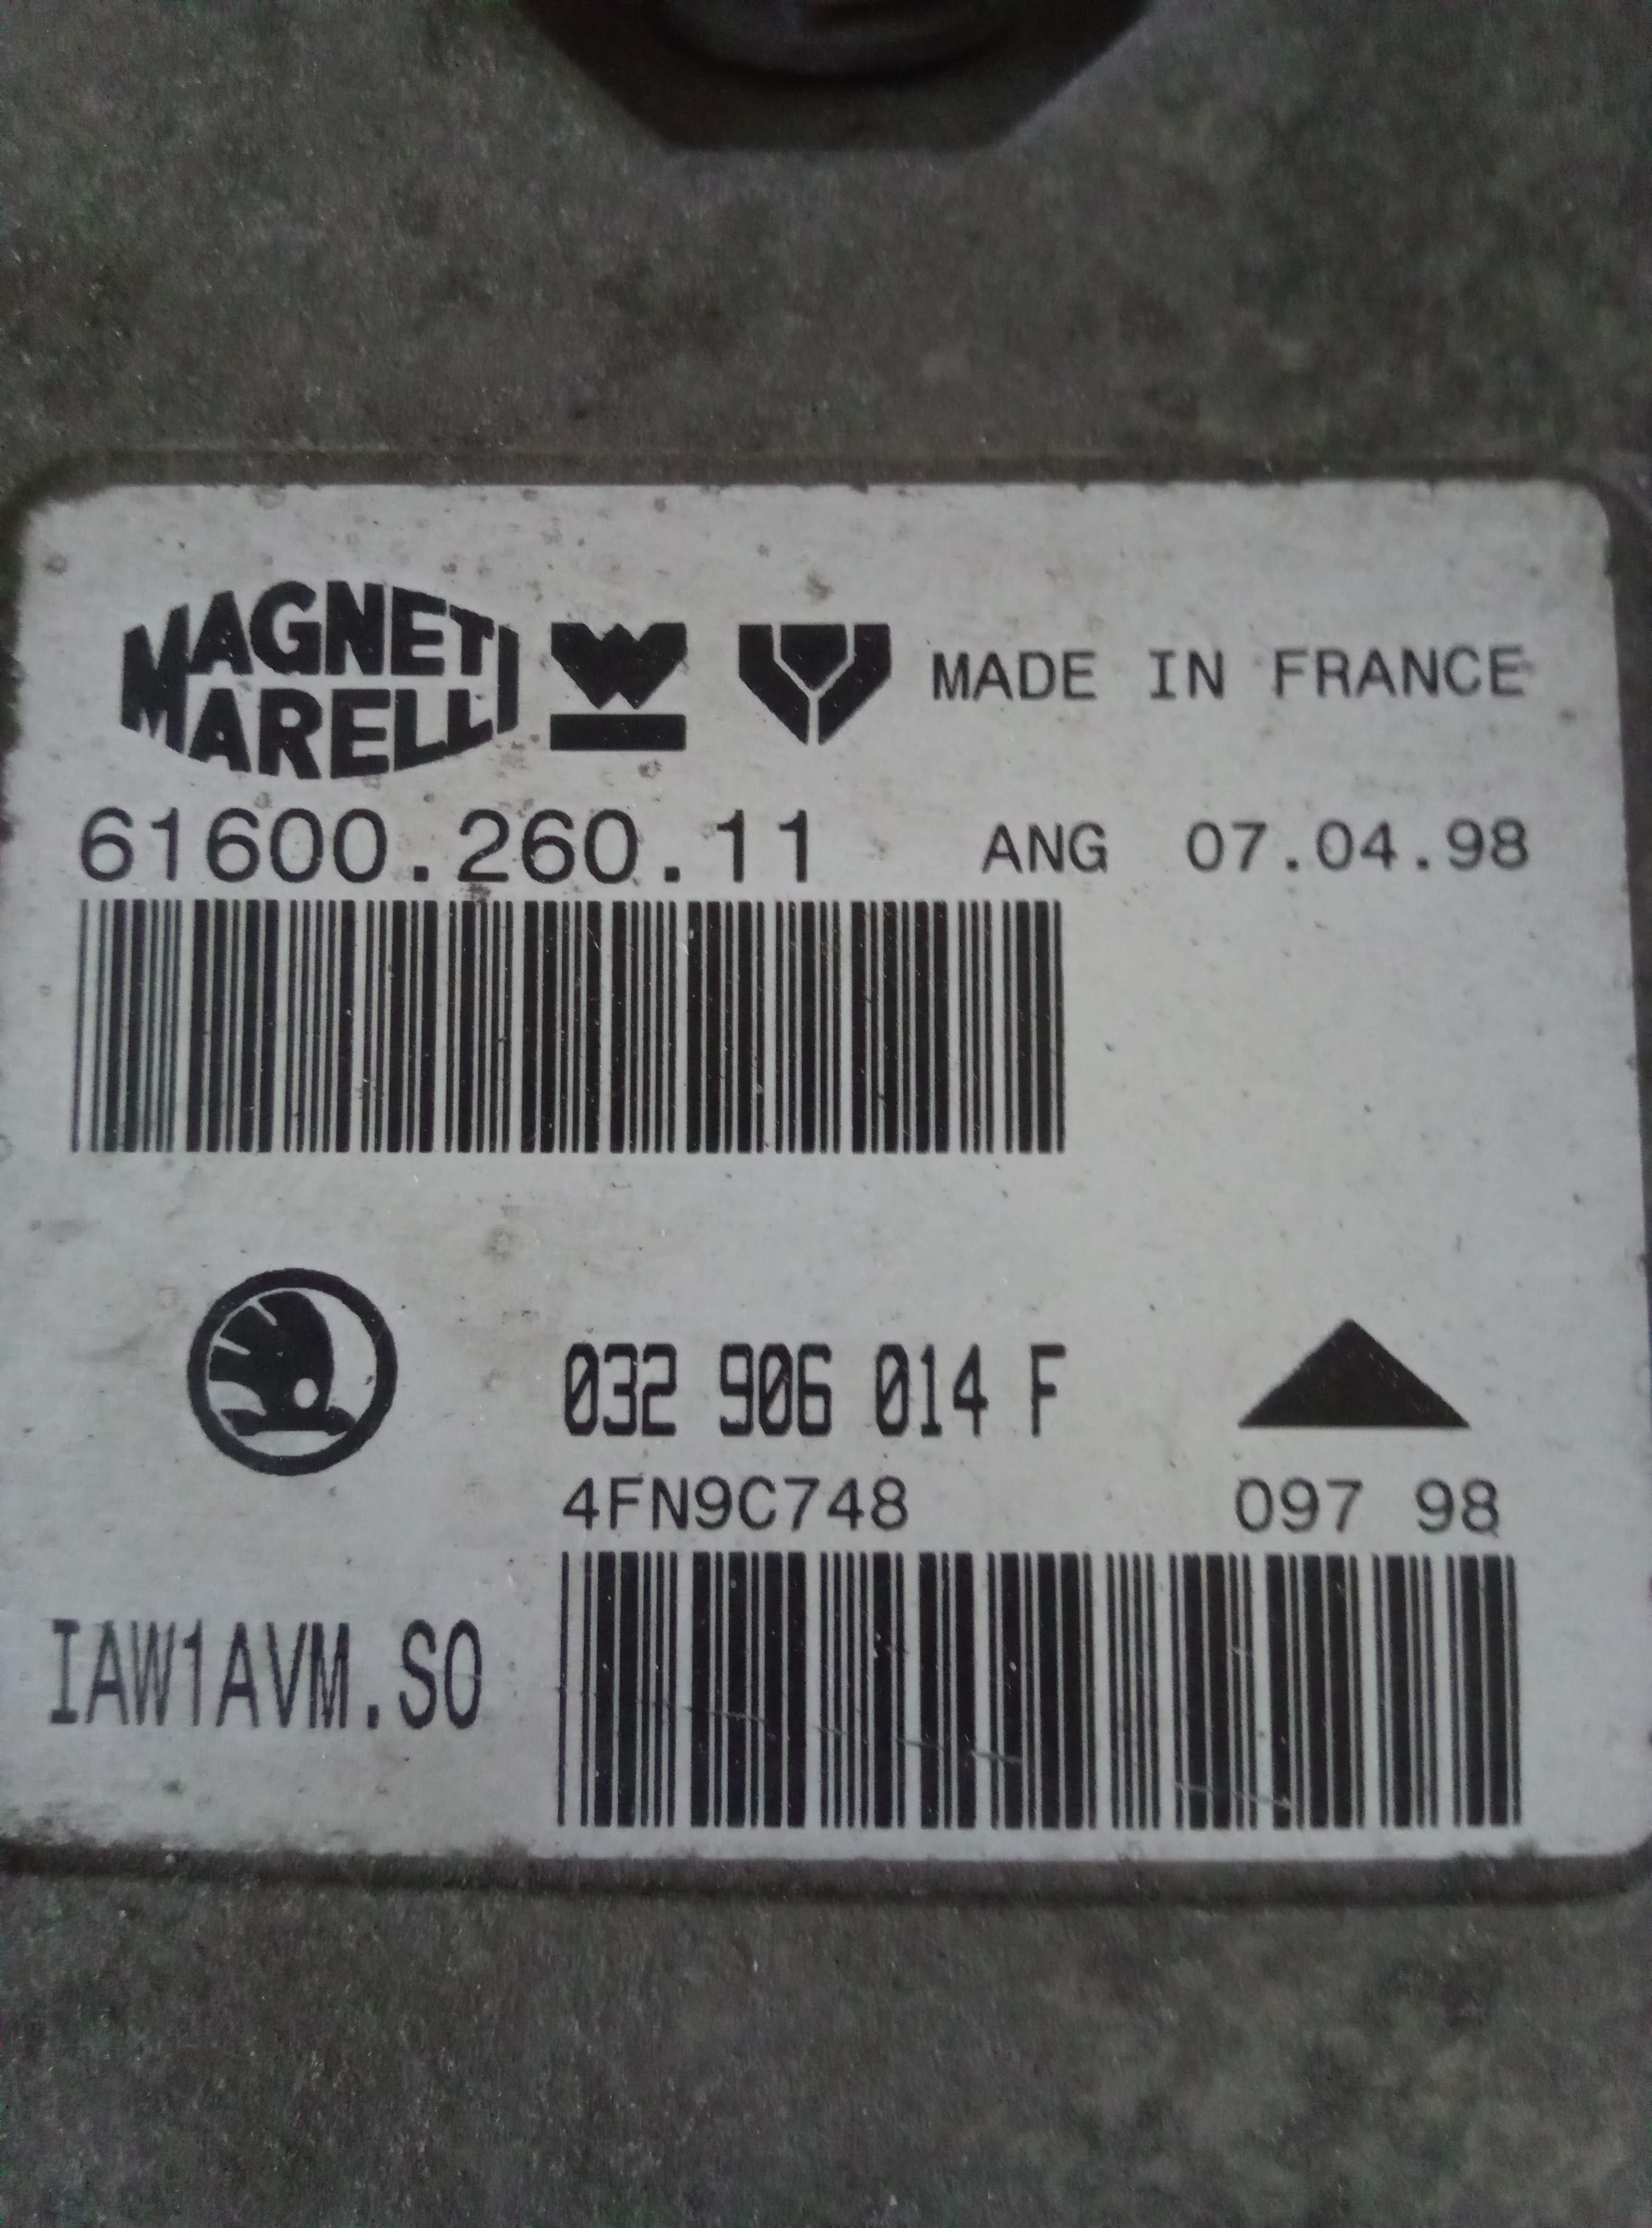 MAGNETI
MARELLI
MADE IN FRANCE
61600.260.11 ANG 07.04.98
032 906 014 F
4FN9C748 097 98
IAW1AVM.S0